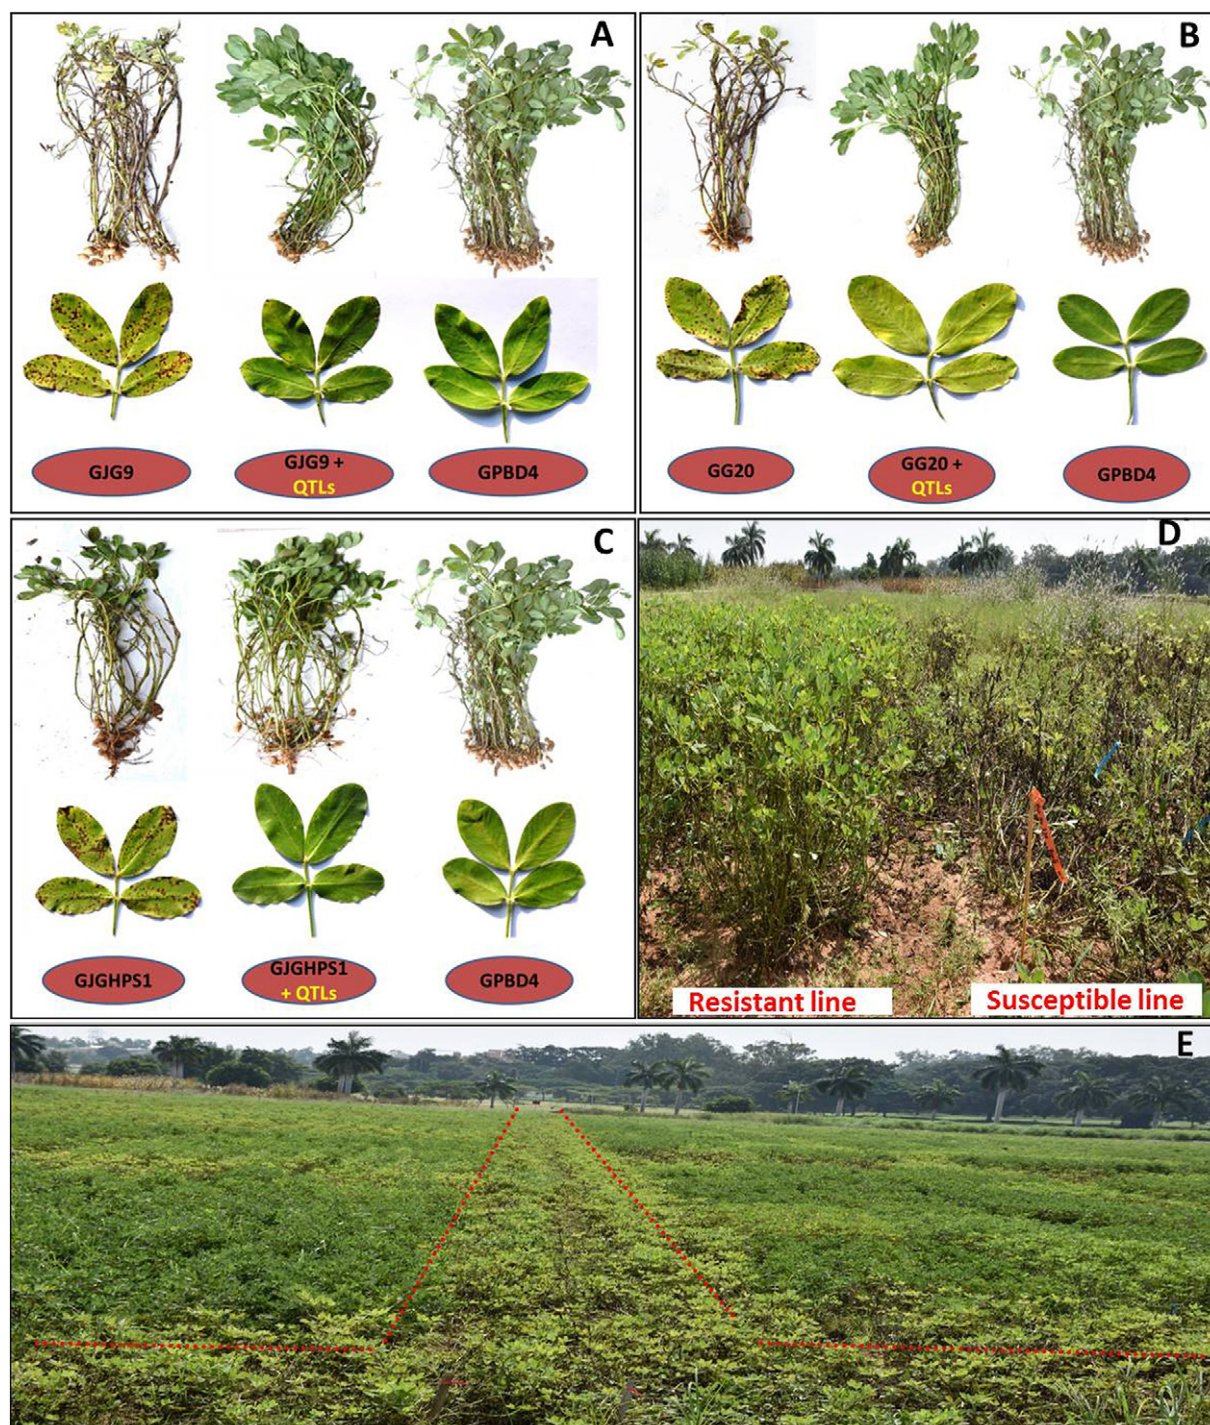 A
GJG9
GJG9 +
QTLs
GPBD4
B
GG20
GG20 +
QTLs
GPBD4
C
GJGHPS1
GJGHPS1
+ QTLs
GPBD4
D
Resistant line
Susceptible line
E